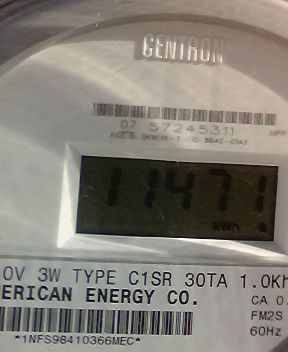 CENTRON
07 57245311
11471
kWh
0V 3W TYPE C1SR 30TA 1.0Kh
ERICAN ENERGY CO.
CA 0.
FM2S
60Hz
*1NFS98410366MEC*